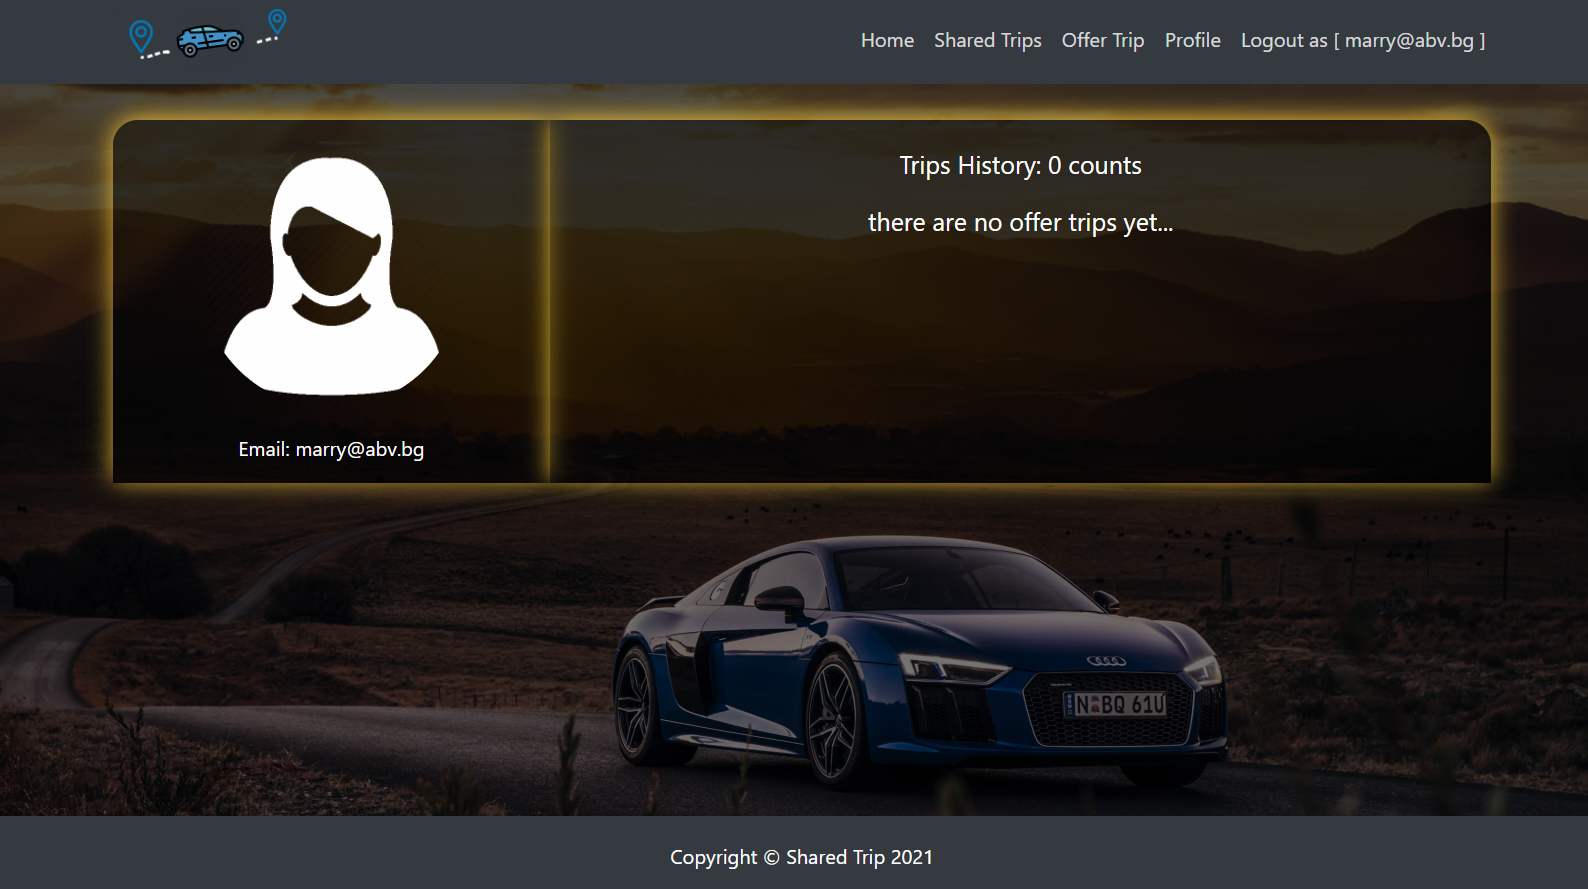 Home Shared Trips Offer Trip Profile Logout as [ marry@abv.bg ]
Trips History: 0 counts
there are no offer trips yet...
Email: marry@abv.bg
N BQ 61U
Copyright © Shared Trip 2021